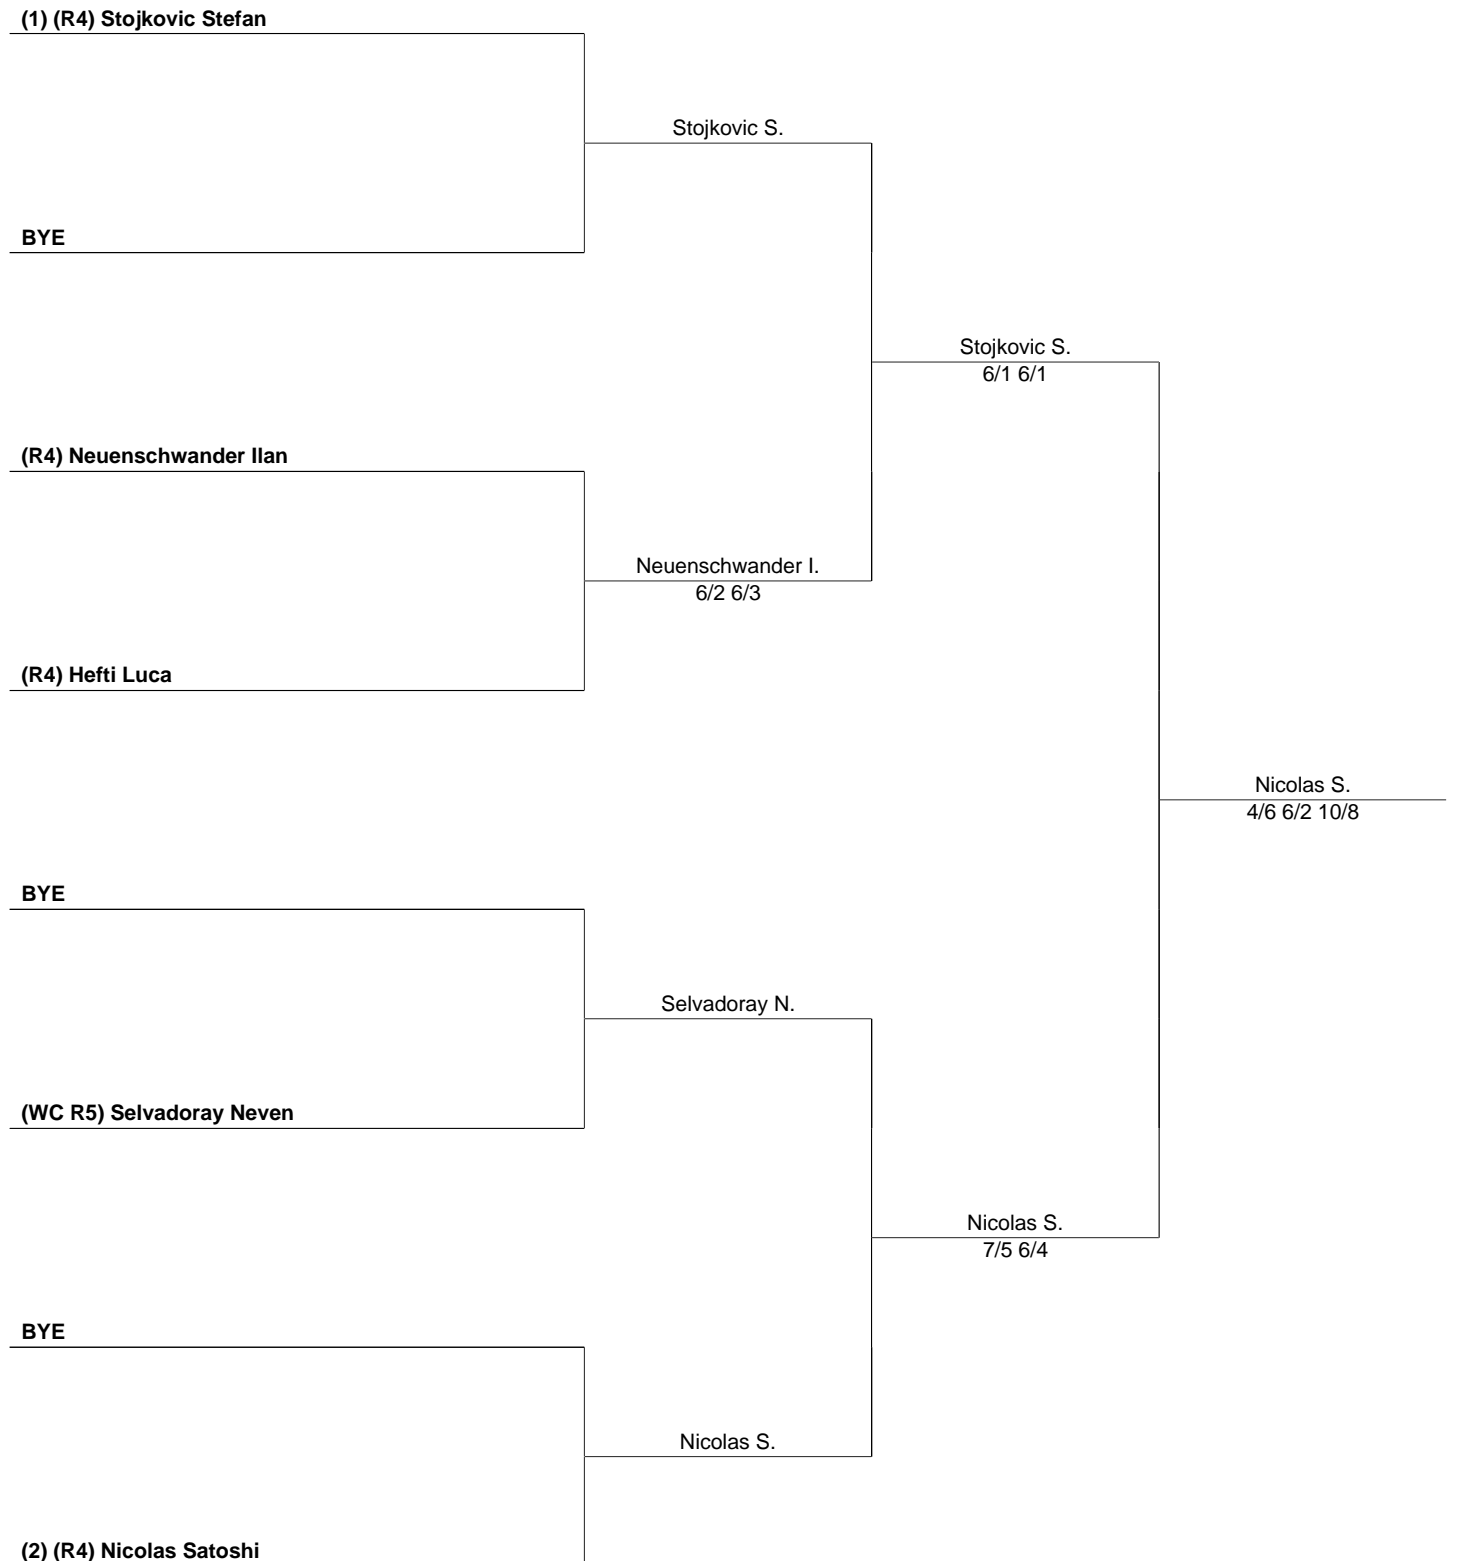 (1) (R4) Stojkovic Stefan
Stojkovic S.
BYE
Stojkovic S.
6/1 6/1
(R4) Neuenschwander Ilan
Neuenschwander I.
6/2 6/3
(R4) Hefti Luca
Nicolas S.
4/6 6/2 10/8
BYE
Selvadoray N.
(WC R5) Selvadoray Neven
Nicolas S.
7/5 6/4
BYE
Nicolas S.
(2) (R4) Nicolas Satoshi